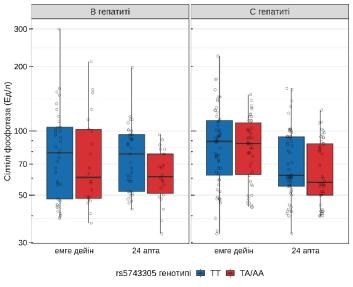 В гепатиті
С гепатиті
Сілтілі фосфотаза (Ед/л)
300
200
100
70
50
30
емге дейін
24 апта
емге дейін
24 апта
rs5743305 генотипі
TT
TA/AA